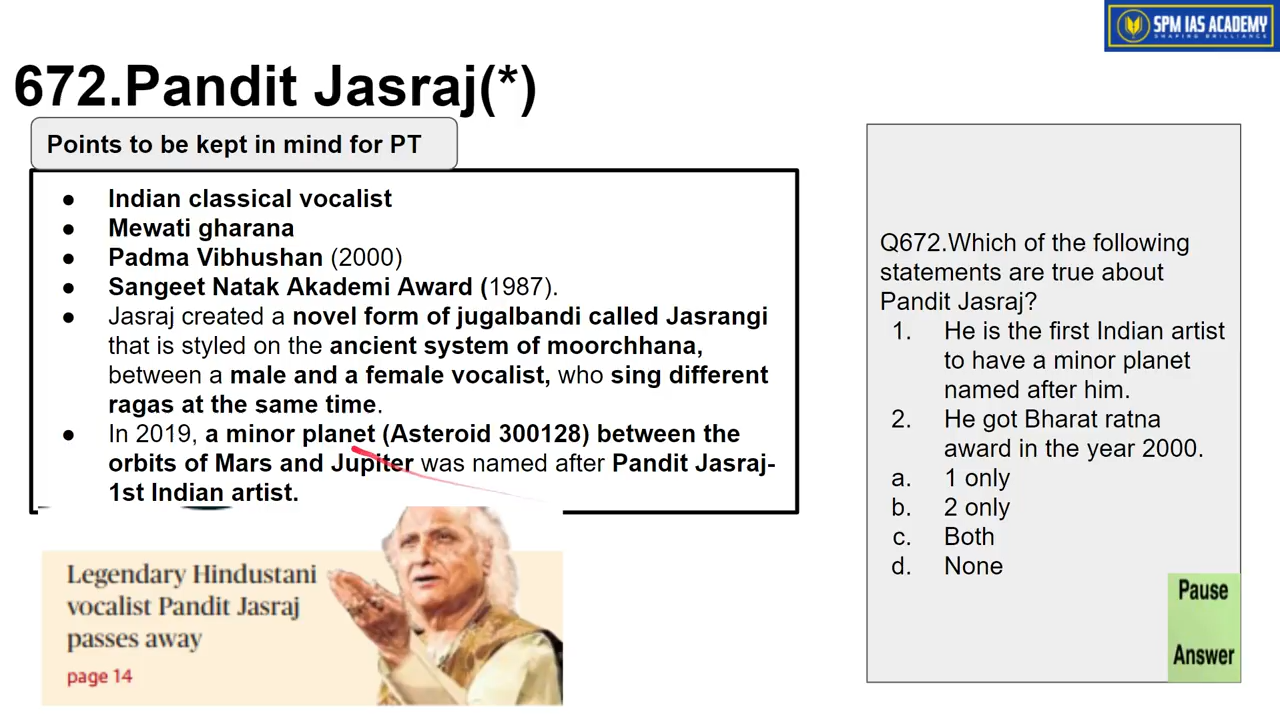 SPM IAS ACADEMY
SHAPING BRILLIANCE
672.Pandit Jasraj(*)
Points to be kept in mind for PT
● Indian classical vocalist
● Mewati gharana
● Padma Vibhushan (2000)
● Sangeet Natak Akademi Award (1987).
● Jasraj created a novel form of jugalbandi called Jasrangi
that is styled on the ancient system of moorchhana,
between a male and a female vocalist, who sing different
ragas at the same time.
● In 2019, a minor planet (Asteroid 300128) between the
orbits of Mars and Jupiter was named after Pandit Jasraj-
1st Indian artist.
Legendary Hindustani
vocalist Pandit Jasraj
passes away
page 14
Q672.Which of the following
statements are true about
Pandit Jasraj?
1. He is the first Indian artist
to have a minor planet
named after him.
2. He got Bharat ratna
award in the year 2000.
a. 1 only
b. 2 only
c. Both
d. None
Pause
Answer